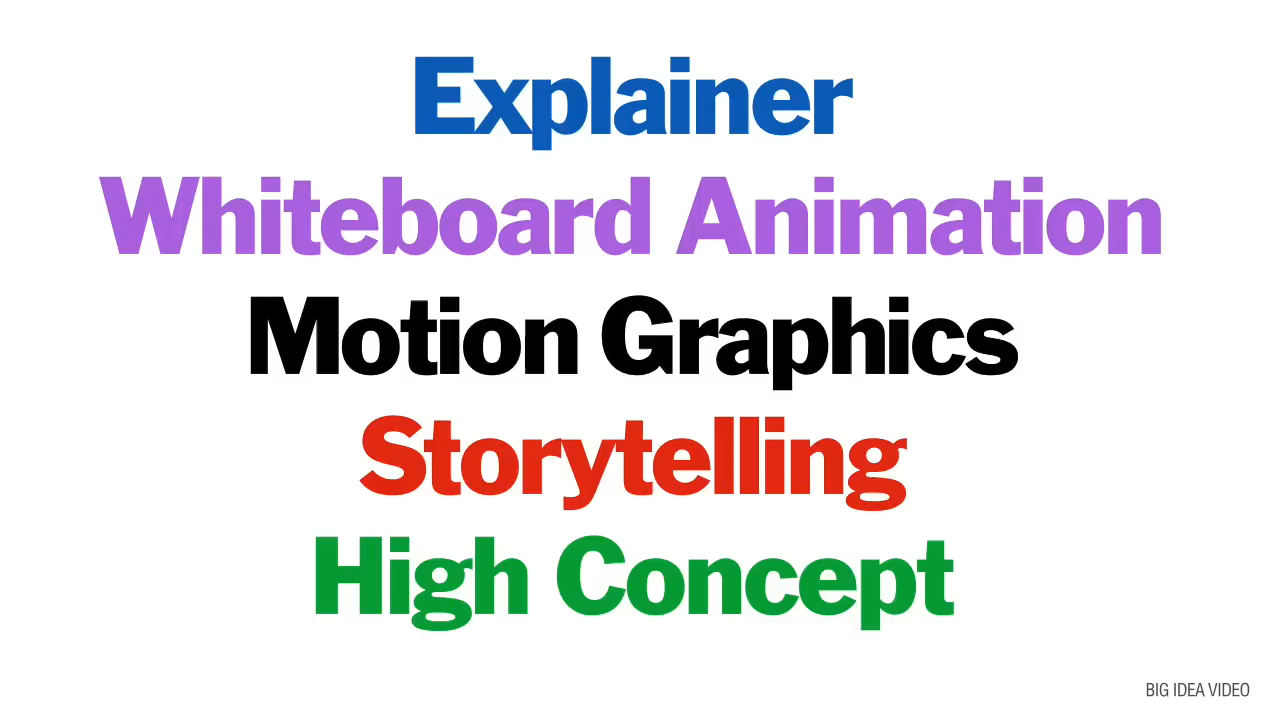 Explainer
Whiteboard Animation
Motion Graphics
Storytelling
High Concept
BIG IDEA VIDEO